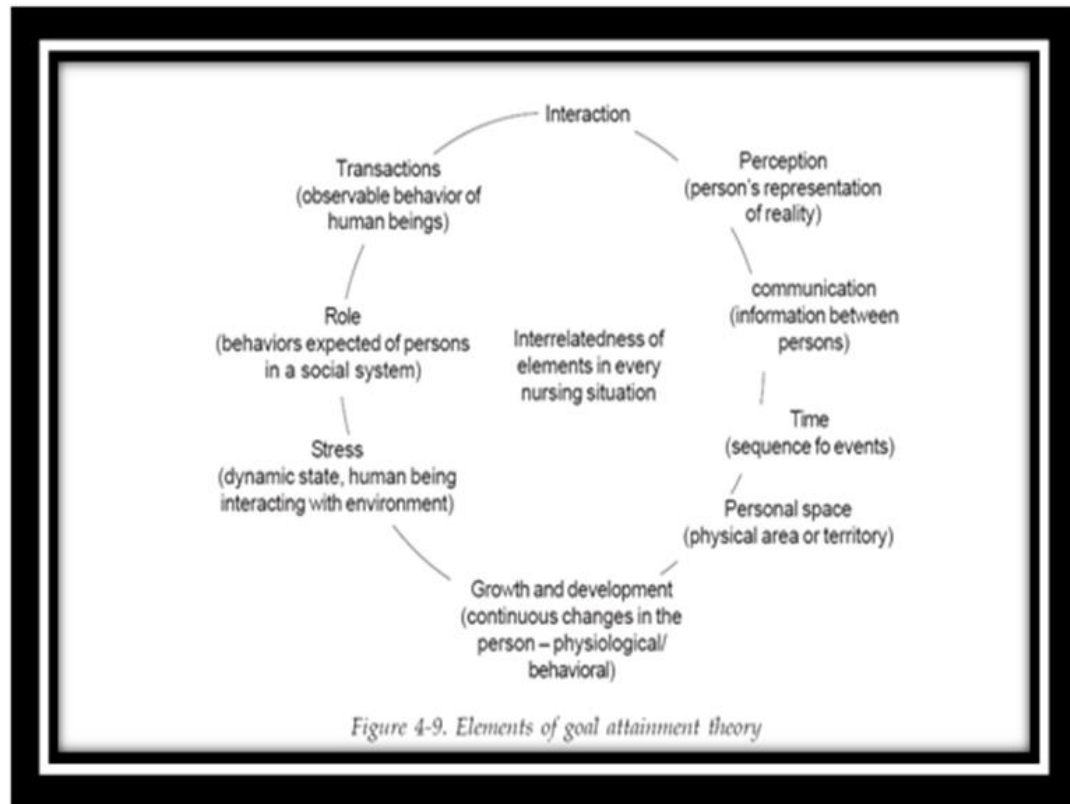 Interaction
Perception
(person's representation
of reality)
communication
(information between
persons)
Time
(sequence fo events)
Personal space
(physical area or territory)
Growth and development
(continuous changes in the
person – physiological/
behavioral)
Stress
(dynamic state, human being
interacting with environment)
Role
(behaviors expected of persons
in a social system)
Transactions
(observable behavior of
human beings)
Interrelatedness of
elements in every
nursing situation
Figure 4-9. Elements of goal attainment theory